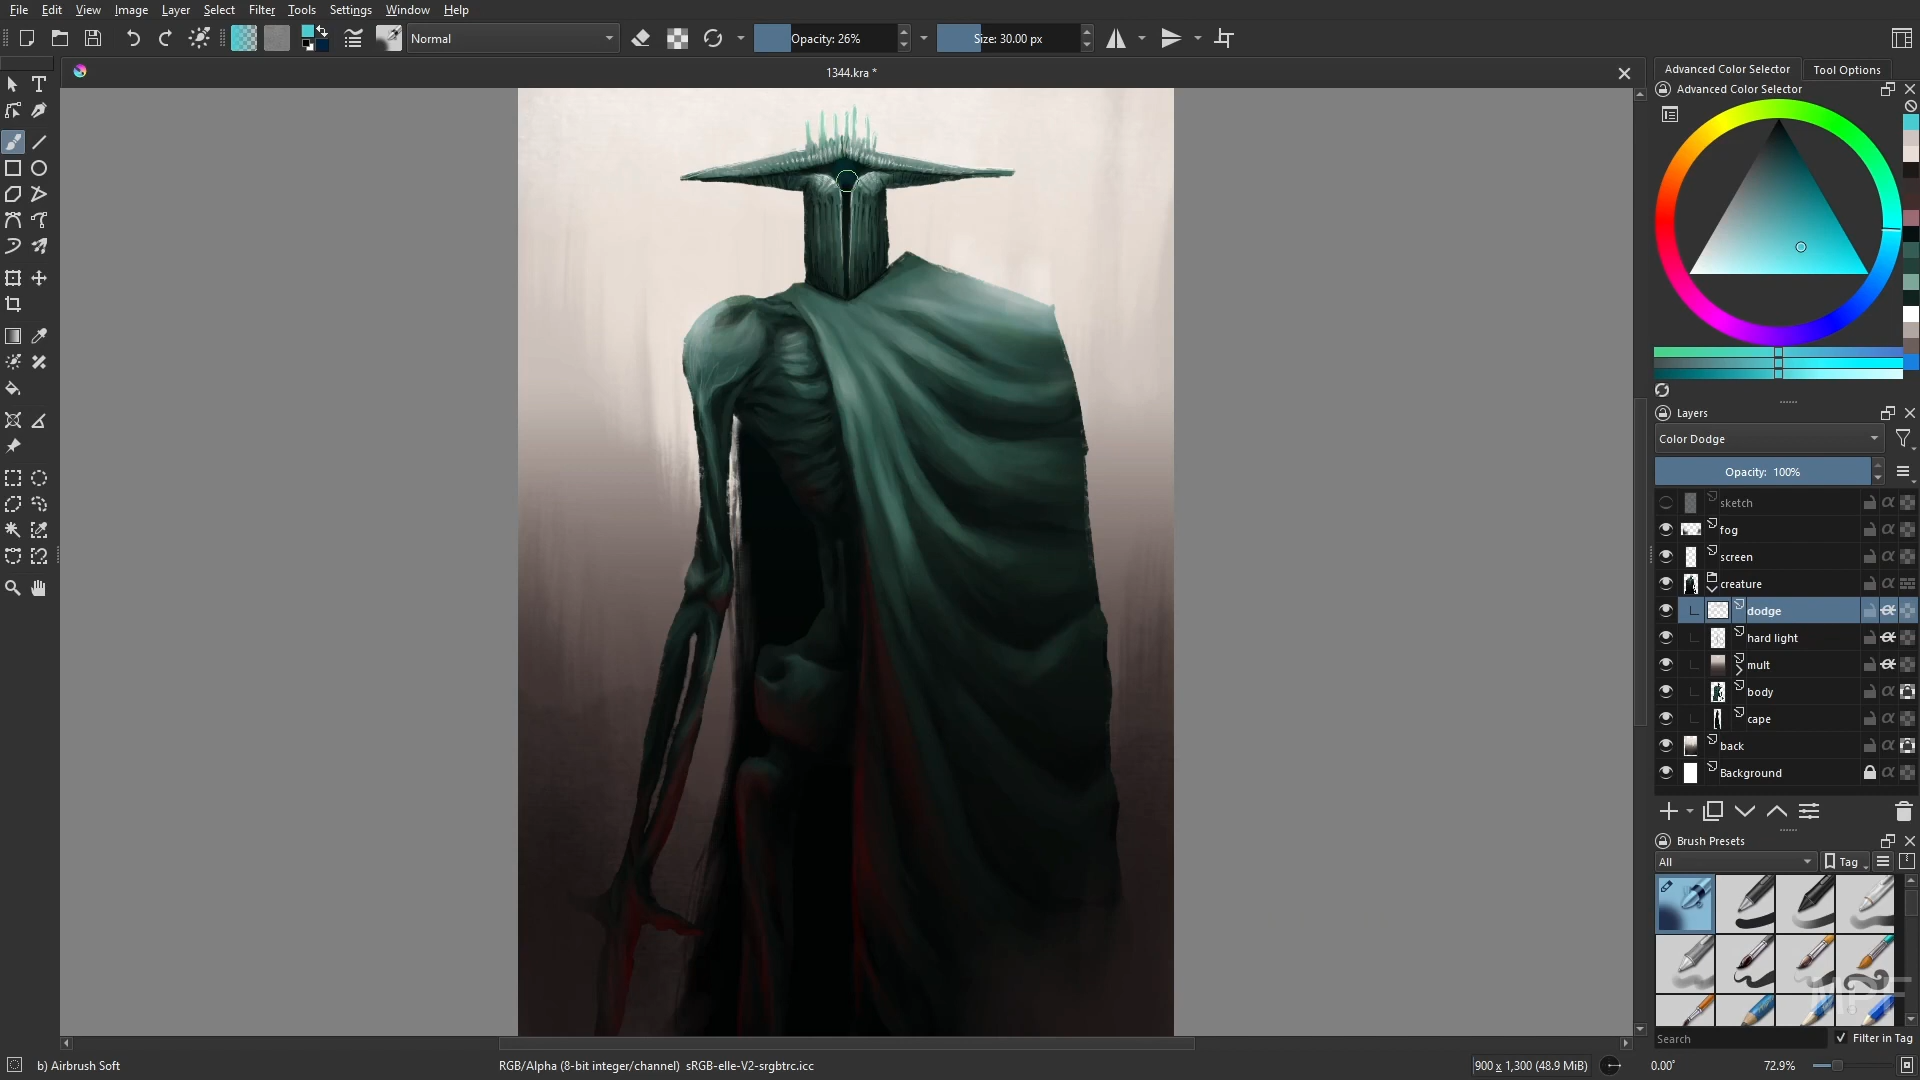 File Edit View Image Layer Select Filter Tools Settings Window Help
Normal
Opacity: 26%
Size: 30.00 px
1344.kra *
Advanced Color Selector
Tool Options
Advanced Color Selector
Layers
Color Dodge
Opacity: 100%
sketch
fog
screen
creature
dodge
hard light
mult
body
cape
back
Background
Brush Presets
All
Tag
Search
Filter in Tag
b) Airbrush Soft
RGB/Alpha (8-bit integer/channel) sRGB-elle-V2-srgbtrc.icc
900 x 1,300 (48.9 MiB)
0.00°
72.9%